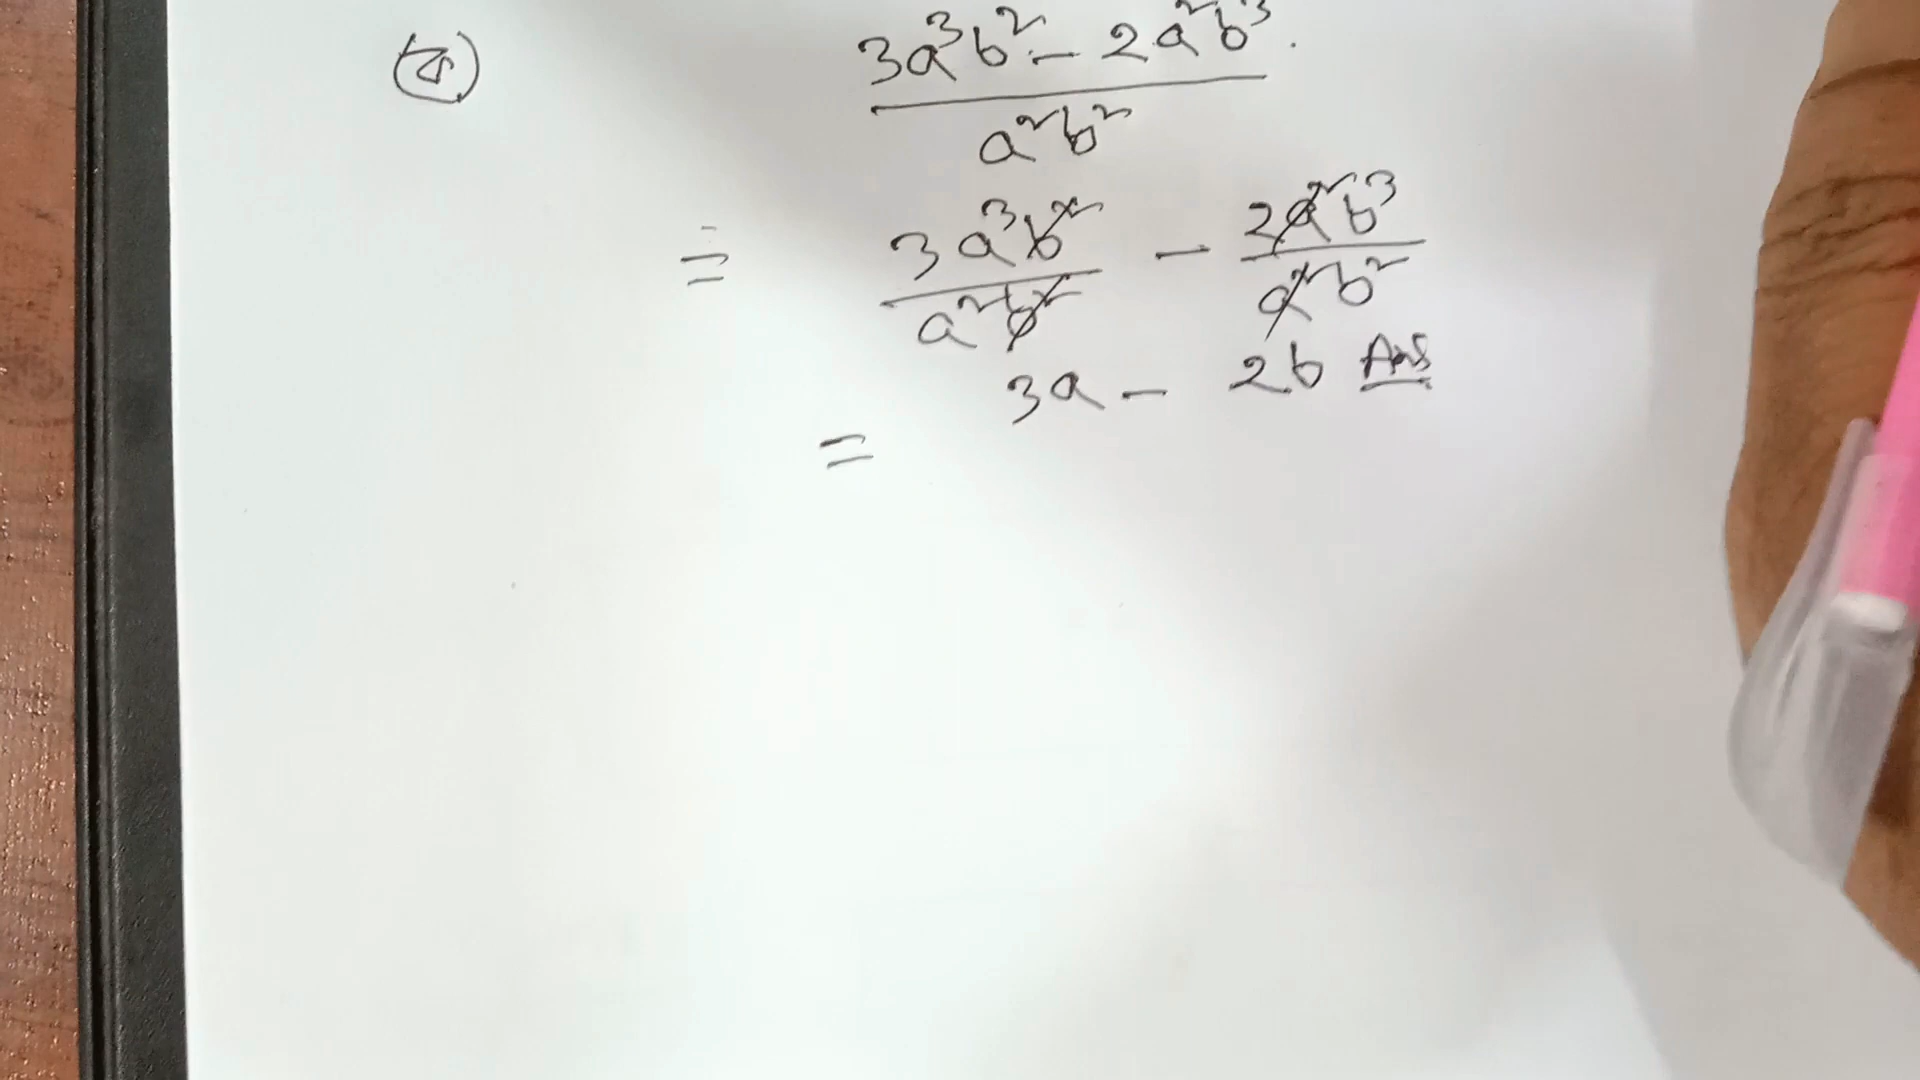 (ক) 3a³b² - 2a²b³
a²b²
= 3a³b² / a²b² - 2a²b³ / a²b²
= 3a - 2b Ans